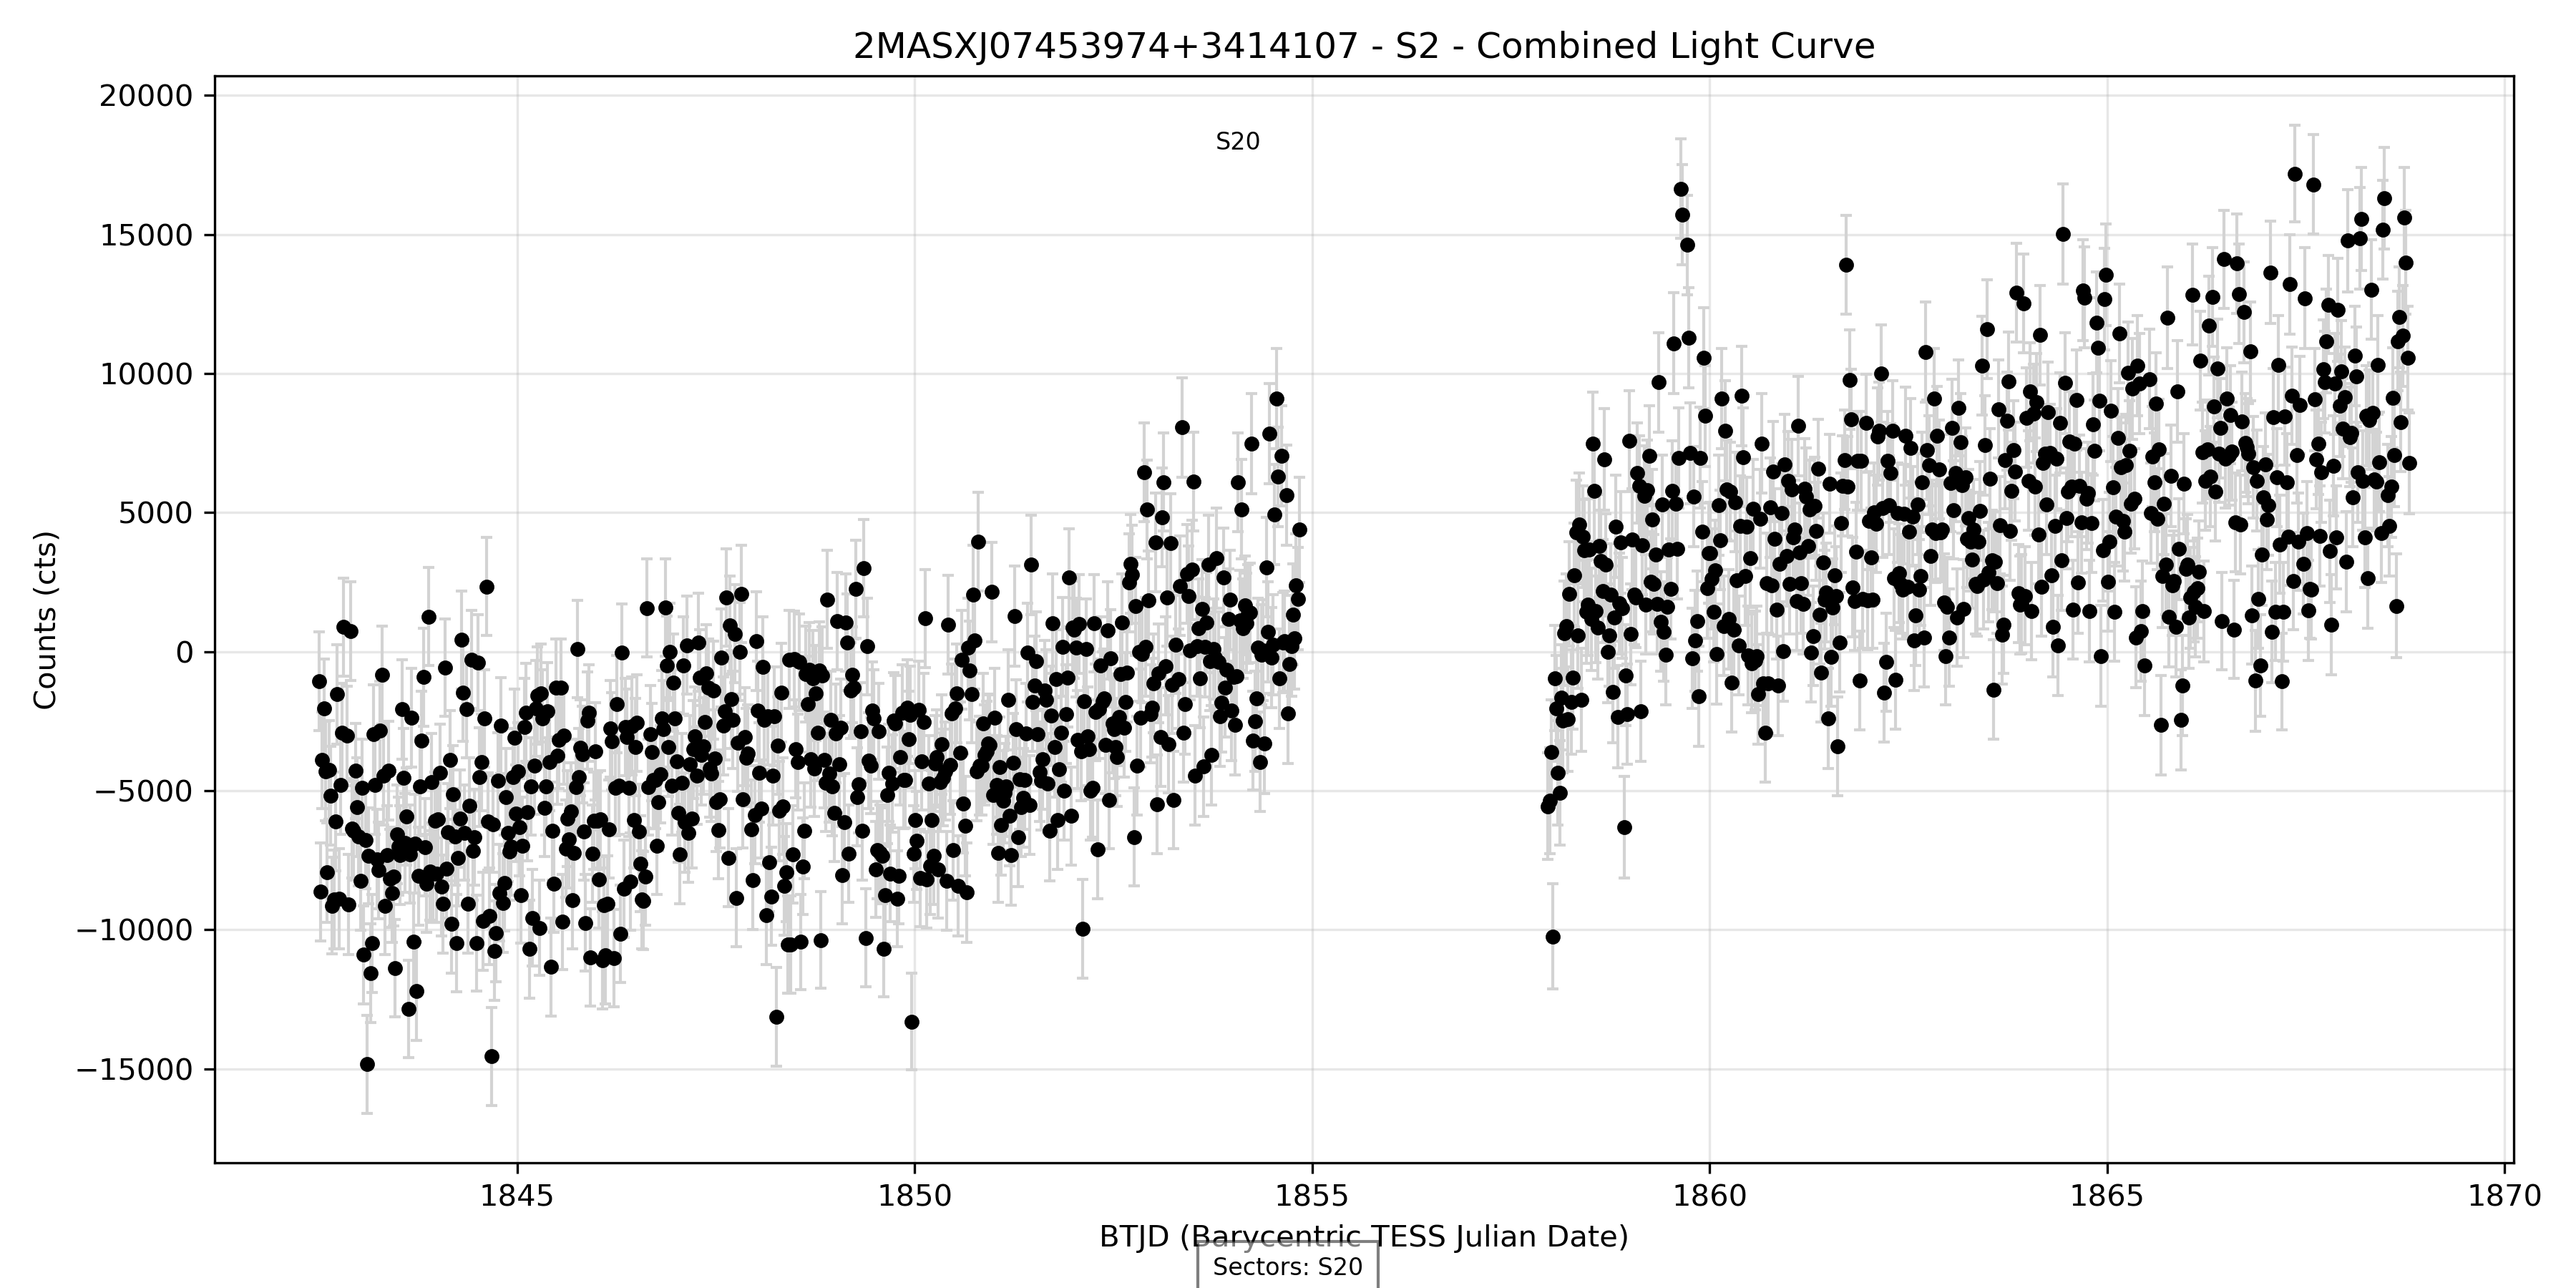 2MASXJ07453974+3414107 - S2 - Combined Light Curve
S20
Counts (cts)
20000
15000
10000
5000
0
−5000
−10000
−15000
1845
1850
1855
1860
1865
1870
BTJD (Barycentric TESS Julian Date)
Sectors: S20